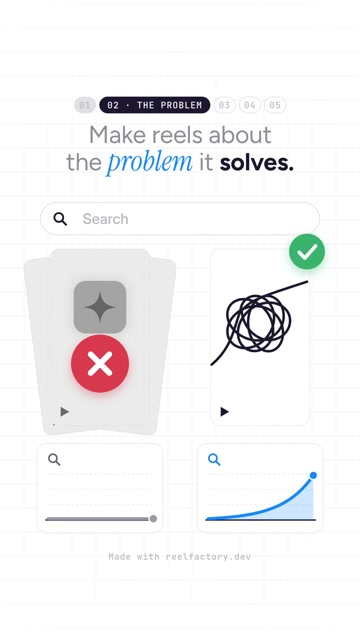 01 02 · THE PROBLEM 03 04 05
Make reels about
the problem it solves.
Search
Made with reelfactory.dev